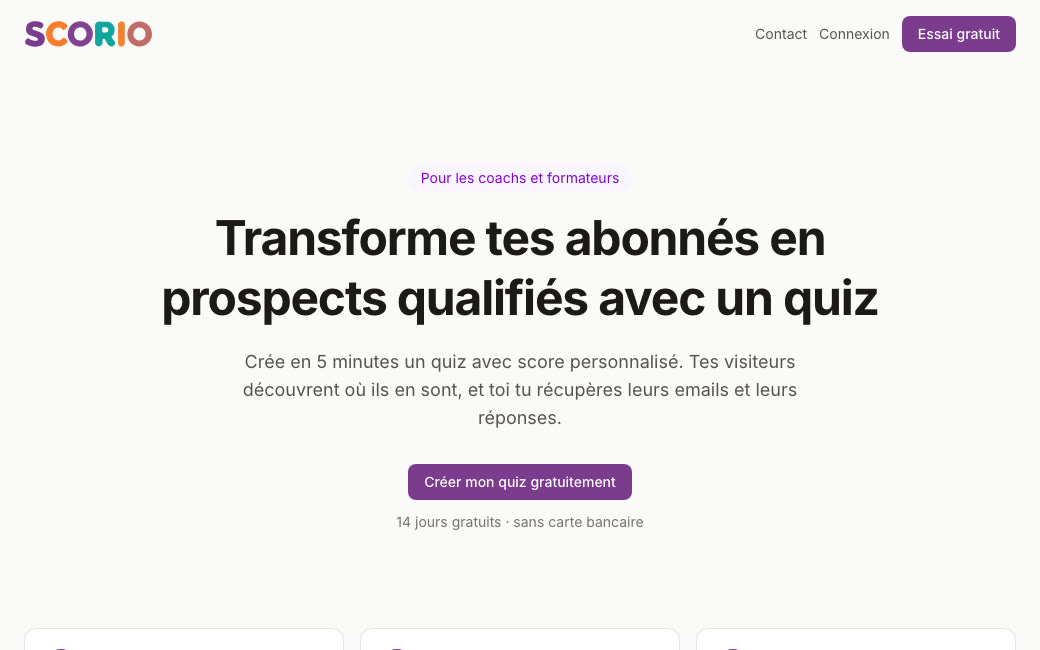 SCORIO
Contact
Connexion
Essai gratuit
Pour les coachs et formateurs
Transforme tes abonnés en
prospects qualifiés avec un quiz
Crée en 5 minutes un quiz avec score personnalisé. Tes visiteurs
découvrent où ils en sont, et toi tu récupères leurs emails et leurs
réponses.
Créer mon quiz gratuitement
14 jours gratuits · sans carte bancaire